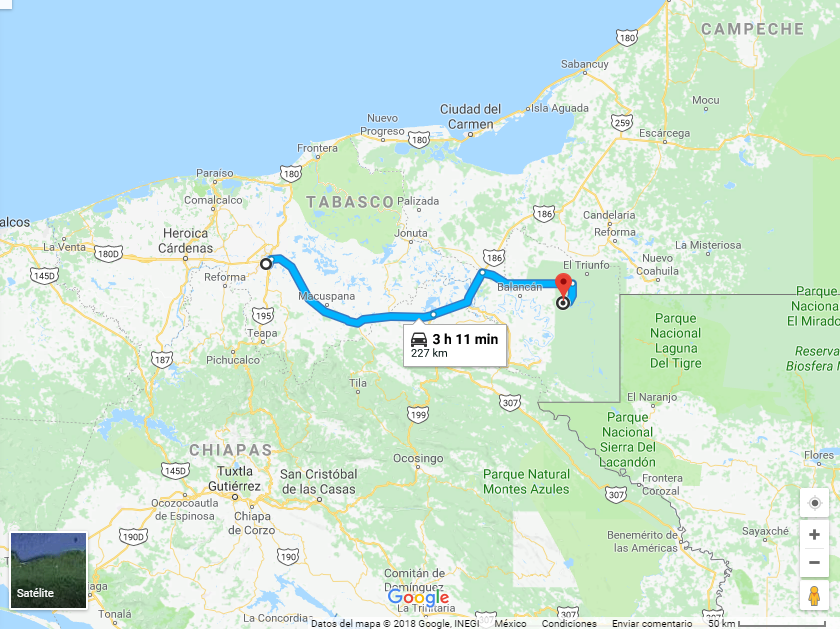 CAMPECHE
180
Sabancuy
Mocu
Ciudad del
Carmen
Isla Aguada
259
Nuevo
Progreso
180
Escárcega
Frontera
Paraíso
180
Comalcalco
TABASCO
Palizada
186
Candelaria
alcos
Heroica
Cárdenas
Jonuta
Reforma
La Venta
180D
186
La Misteriosa
145D
Reforma
El Triunfo
Nuevo
Coahuila
Balancán
Macuspana
Parque
Naciona
El Mirado
195
Teapa
3 h 11 min
227 km
Parque
Nacional
Laguna
Del Tigre
187
Pichucalco
Reserva
Biosfera M
Tila
199
307
El Naranjo
Parque
Nacional
Sierra Del
Lacandón
CHIAPAS
Ocosingo
Flores
145D
Tuxtla
Gutiérrez
San Cristóbal
de las Casas
Parque Natural
Montes Azules
Frontera
Corozal
307
Ocozocoautla
de Espinosa
Chiapa
de Corzo
190D
Benemérito de
las Américas
Sayaxché
190
Satélite
Comitán de
Domínguez
Google
iaga
La Trinitaria
Tonalá
La Concordia
307
Datos del mapa © 2018 Google, INEGI
México
Condiciones
Enviar comentario
50 km